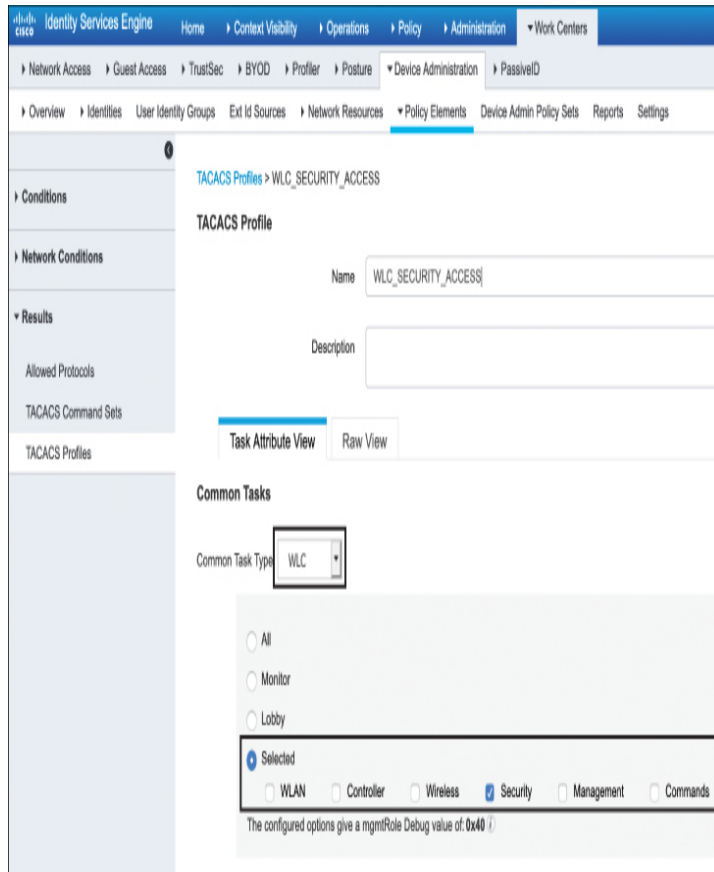 cisco Identity Services Engine Home Context Visibility Operations Policy Administration Work Centers
Network Access Guest Access TrustSec BYOD Profiler Posture Device Administration PassiveID
Overview Identities User Identity Groups Ext Id Sources Network Resources Policy Elements Device Admin Policy Sets Reports Settings
Conditions
Network Conditions
Results
Allowed Protocols
TACACS Command Sets
TACACS Profiles
TACACS Profiles > WLC_SECURITY_ACCESS
TACACS Profile
Name WLC_SECURITY_ACCESS
Description
Task Attribute View Raw View
Common Tasks
Common Task Type WLC
All
Monitor
Lobby
Selected
WLAN Controller Wireless Security Management Commands
The configured options give a mgmtRole Debug value of: 0x40 i